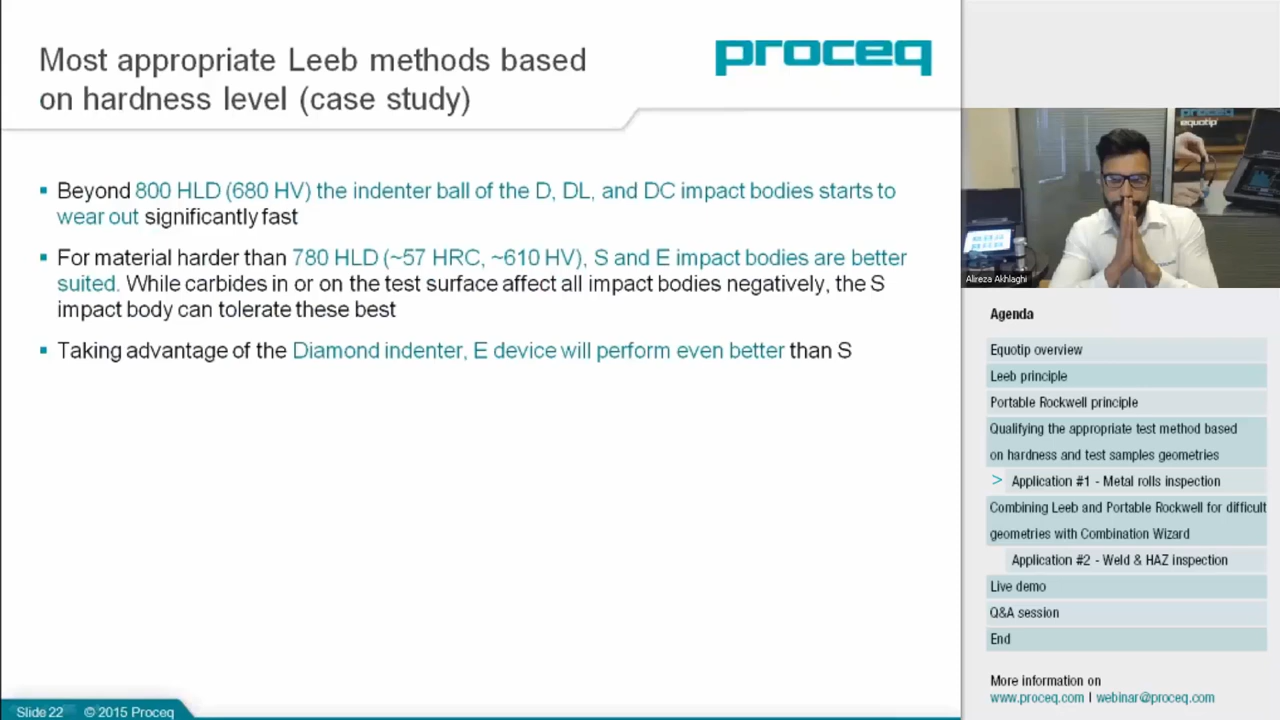 Most appropriate Leeb methods based
on hardness level (case study)
proceq
Beyond 800 HLD (680 HV) the indenter ball of the D, DL, and DC impact bodies starts to
wear out significantly fast
For material harder than 780 HLD (~57 HRC, ~610 HV), S and E impact bodies are better
suited. While carbides in or on the test surface affect all impact bodies negatively, the S
impact body can tolerate these best
Taking advantage of the Diamond indenter, E device will perform even better than S
Slide 22 © 2015 Proceq
proceq
equotip
Alireza Akhlaghi
Agenda
Equotip overview
Leeb principle
Portable Rockwell principle
Qualifying the appropriate test method based
on hardness and test samples geometries
> Application #1 - Metal rolls inspection
Combining Leeb and Portable Rockwell for difficult
geometries with Combination Wizard
Application #2 - Weld & HAZ inspection
Live demo
Q&A session
End
More information on
www.proceq.com | webinar@proceq.com